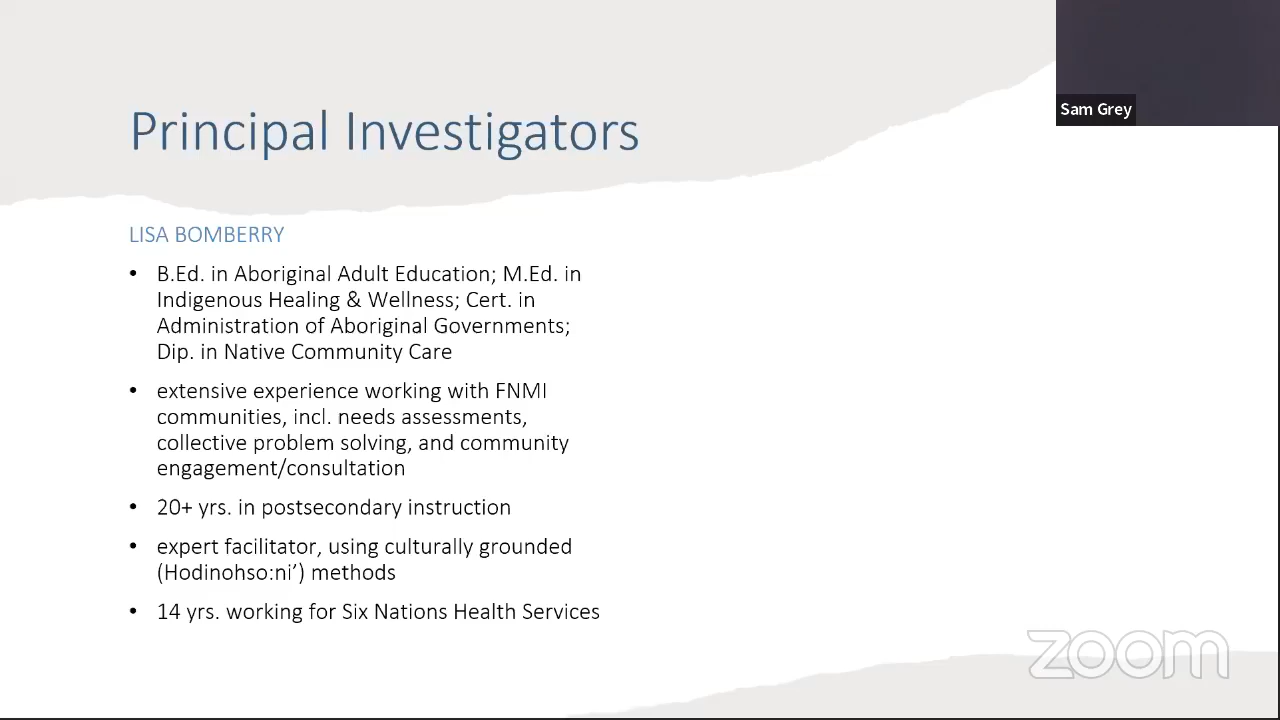 Principal Investigators
Sam Grey
LISA BOMBERRY
• B.Ed. in Aboriginal Adult Education; M.Ed. in
Indigenous Healing & Wellness; Cert. in
Administration of Aboriginal Governments;
Dip. in Native Community Care
• extensive experience working with FNMI
communities, incl. needs assessments,
collective problem solving, and community
engagement/consultation
• 20+ yrs. in postsecondary instruction
• expert facilitator, using culturally grounded
(Hodinohso:ni’) methods
• 14 yrs. working for Six Nations Health Services
zoom